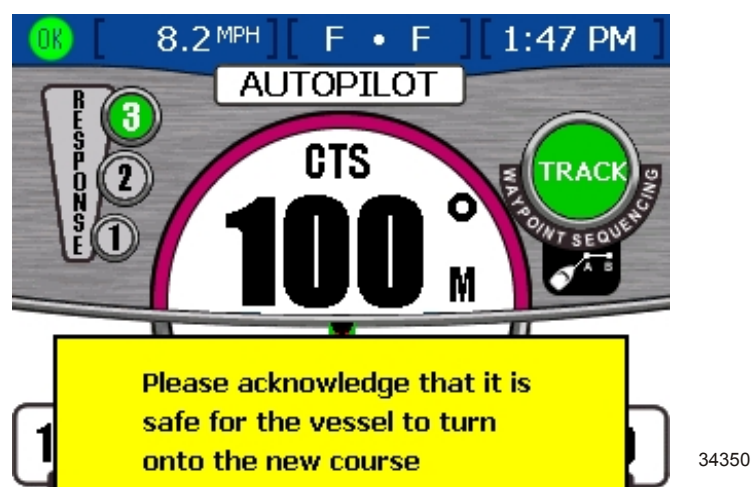 OK [ 8.2 MPH ] [ F • F ] [ 1:47 PM ]
AUTOPILOT
RESPONSE
3
2
1
CTS
100°
M
TRACK
WAYPOINT SEQUENCING
A B
Please acknowledge that it is
safe for the vessel to turn
onto the new course
34350